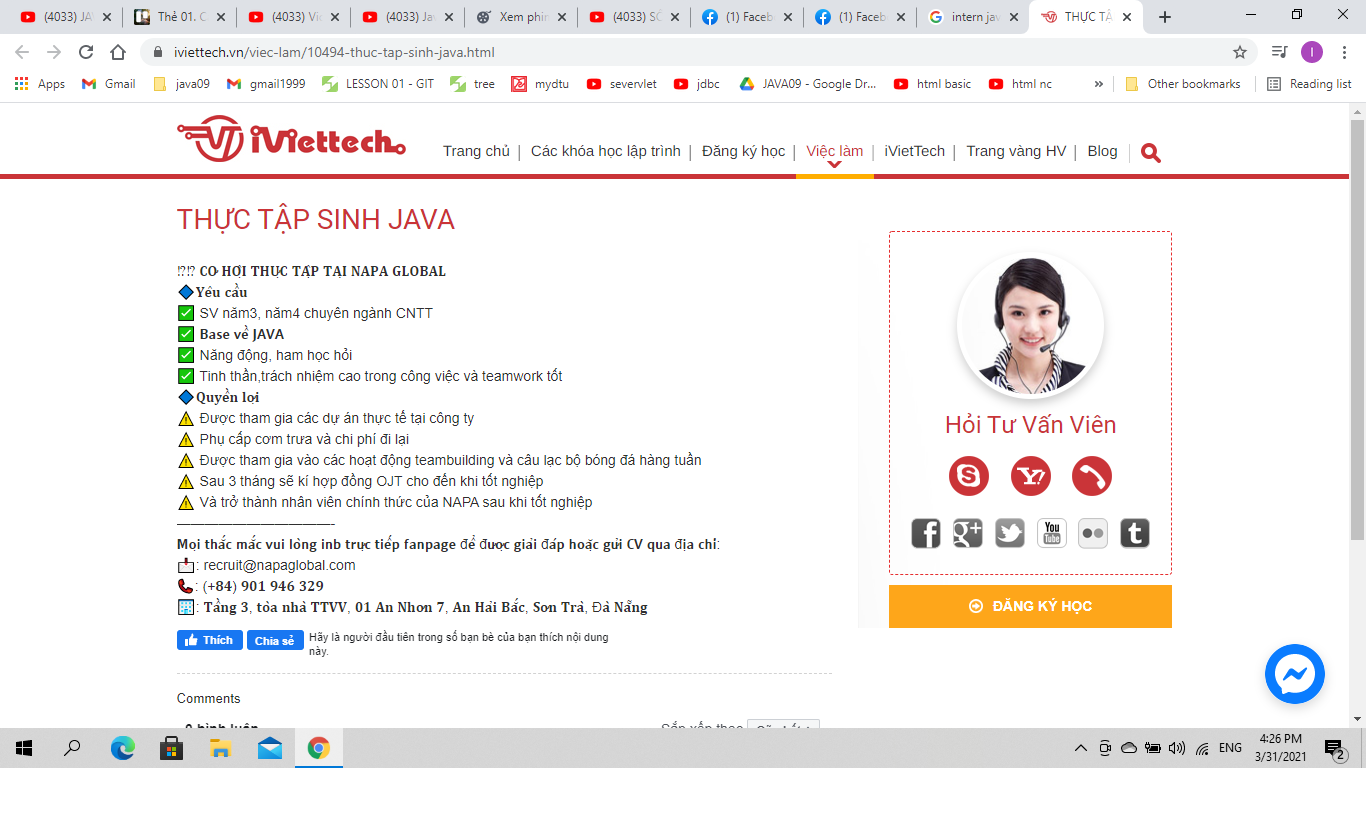 (4033) JA
Thẻ 01. C
(4033) Vi
(4033) Ja
Xem phi
(4033) SỐ
(1) Faceb
(1) Faceb
intern jav
THỰC TẬ
iviettech.vn/viec-lam/10494-thuc-tap-sinh-java.html
I
Apps
Gmail
java09
gmail1999
LESSON 01 - GIT
tree
mydtu
severvlet
jdbc
JAVA09 - Google Dr...
html basic
html nc
»
Other bookmarks
Reading list
iViettech
Trang chủ | Các khóa học lập trình | Đăng ký học | Việc làm | iVietTech | Trang vàng HV | Blog
THỰC TẬP SINH JAVA
⁉⁉ CƠ HỘI THỰC TẬP TẠI NAPA GLOBAL
🔷Yêu cầu
✅ SV năm3, năm4 chuyên ngành CNTT
✅ Base về JAVA
✅ Năng động, ham học hỏi
✅ Tinh thần,trách nhiệm cao trong công việc và teamwork tốt
🔷Quyền lợi
⚠ Được tham gia các dự án thực tế tại công ty
⚠ Phụ cấp cơm trưa và chi phí đi lại
⚠ Được tham gia vào các hoạt động teambuilding và câu lạc bộ bóng đá hàng tuần
⚠ Sau 3 tháng sẽ kí hợp đồng OJT cho đến khi tốt nghiệp
⚠ Và trở thành nhân viên chính thức của NAPA sau khi tốt nghiệp
———————————-
Mọi thắc mắc vui lòng inb trực tiếp fanpage để được giải đáp hoặc gửi CV qua địa chỉ:
📩: recruit@napaglobal.com
📞: (+84) 901 946 329
🏢: Tầng 3, tòa nhà TTVV, 01 An Nhơn 7, An Hải Bắc, Sơn Trà, Đà Nẵng
Thích
Chia sẻ
Hãy là người đầu tiên trong số bạn bè của bạn thích nội dung
này.
Comments
0 bình luận
Sắp xếp theo
Hỏi Tư Vấn Viên
You
Tube
ĐĂNG KÝ HỌC
ENG
4:26 PM
3/31/2021
2